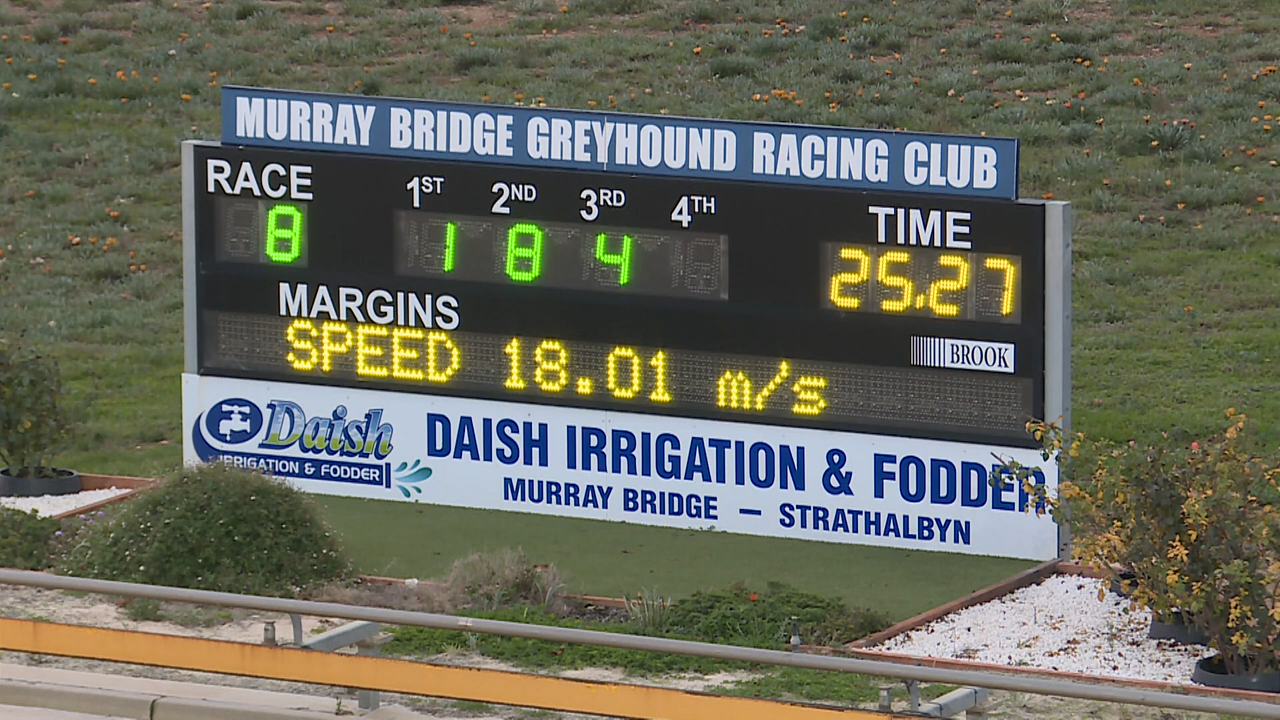 MURRAY BRIDGE GREYHOUND RACING CLUB
RACE 1ST 2ND 3RD 4TH TIME
8 1 8 4 25.27
MARGINS
BROOK
SPEED 18.01 m/s
Daish
IRRIGATION & FODDER
DAISH IRRIGATION & FODDER
MURRAY BRIDGE – STRATHALBYN